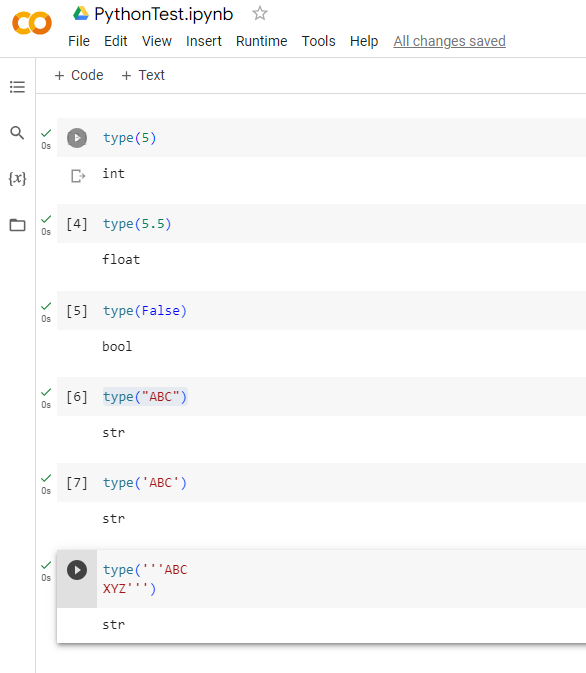 PythonTest.ipynb
File Edit View Insert Runtime Tools Help All changes saved
+ Code + Text
0s type(5)
int
0s [4] type(5.5)
float
0s [5] type(False)
bool
0s [6] type("ABC")
str
0s [7] type('ABC')
str
0s type('''ABC
XYZ''')
str
{x}